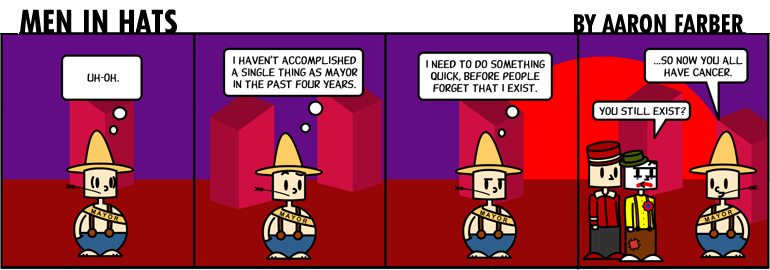 MEN IN HATS
BY AARON FARBER
UH-OH.
MAYOR
I HAVEN'T ACCOMPLISHED
A SINGLE THING AS MAYOR
IN THE PAST FOUR YEARS.
MAYOR
I NEED TO DO SOMETHING
QUICK, BEFORE PEOPLE
FORGET THAT I EXIST.
MAYOR
...SO NOW YOU ALL
HAVE CANCER.
YOU STILL EXIST?
MAYOR